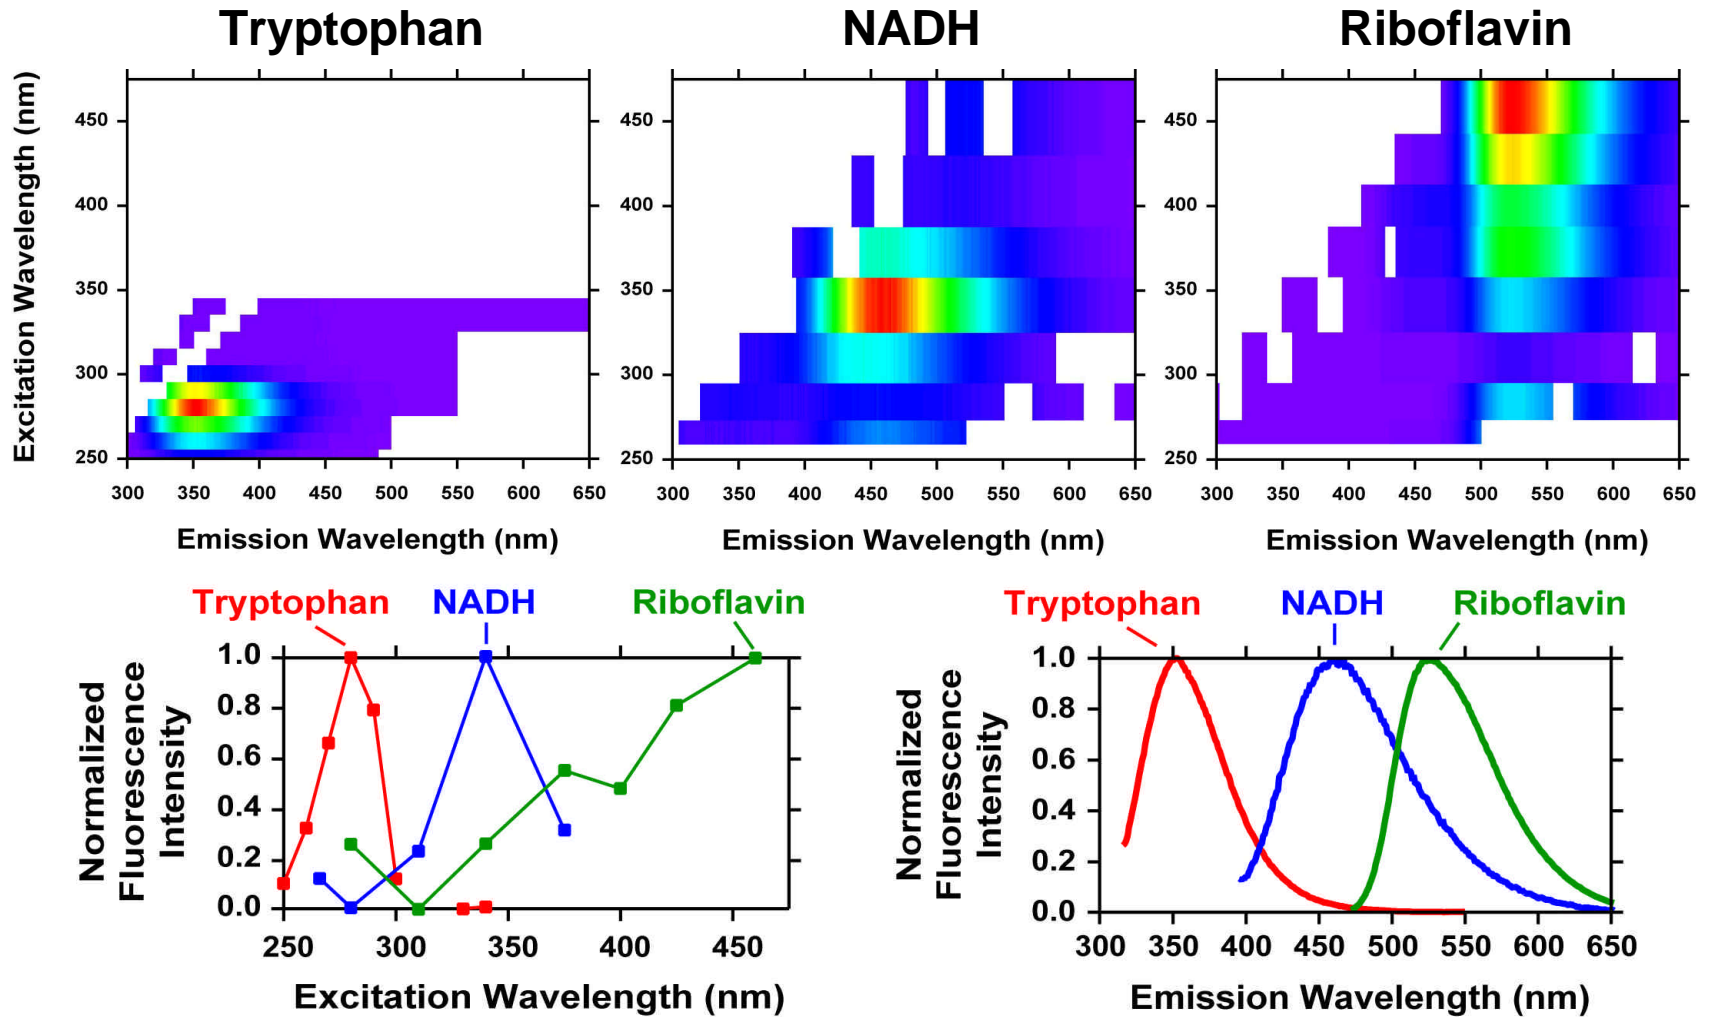 Tryptophan
NADH
Riboflavin
Excitation Wavelength (nm)
450
400
350
300
250
300 350 400 450 500 550 600 650
Emission Wavelength (nm)
450
400
350
300
250
300 350 400 450 500 550 600 650
Emission Wavelength (nm)
450
400
350
300
250
300 350 400 450 500 550 600 650
Emission Wavelength (nm)
Tryptophan
NADH
Riboflavin
Normalized
Fluorescence
Intensity
1.0
0.8
0.6
0.4
0.2
0.0
250 300 350 400 450
Excitation Wavelength (nm)
Tryptophan
NADH
Riboflavin
Normalized
Fluorescence
Intensity
1.0
0.8
0.6
0.4
0.2
0.0
300 350 400 450 500 550 600 650
Emission Wavelength (nm)